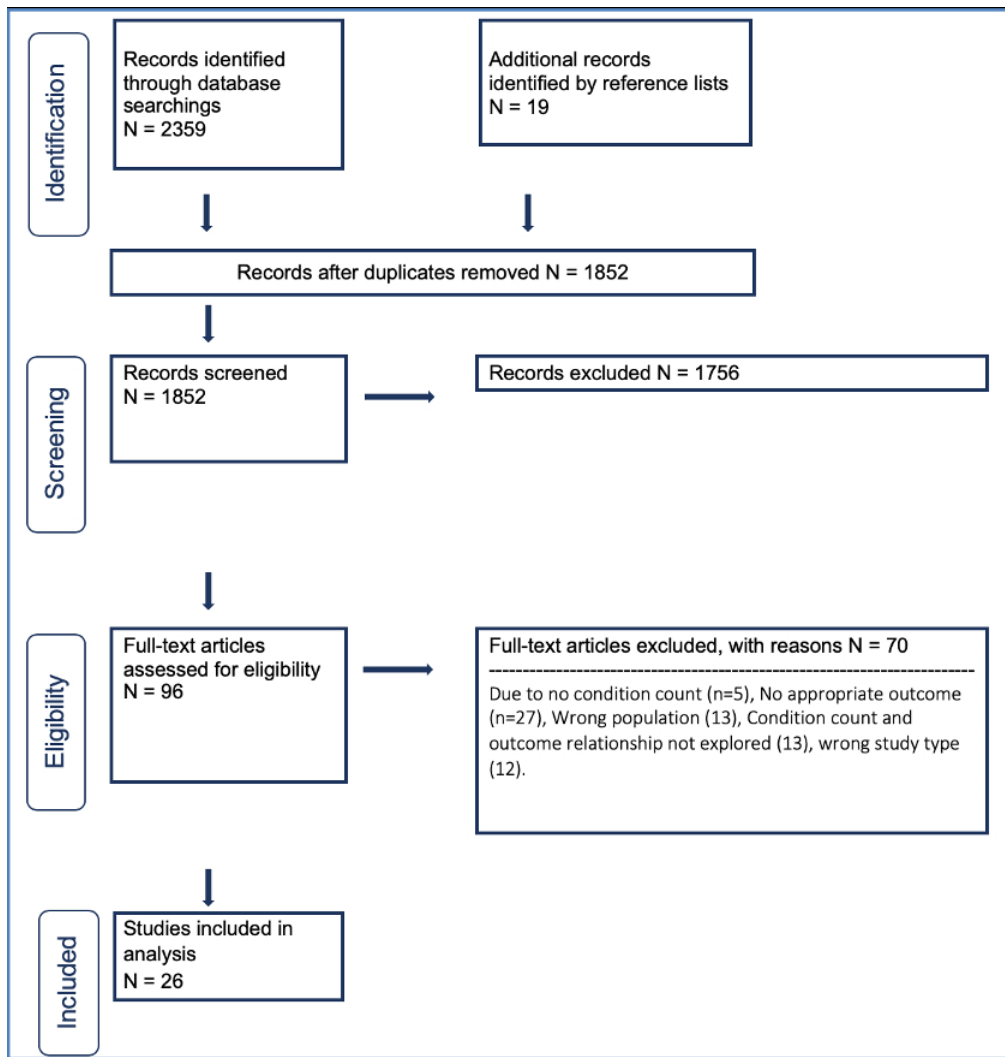 Identification
Records identified
through database
searchings
N = 2359
Additional records
identified by reference lists
N = 19
Records after duplicates removed N = 1852
Screening
Records screened
N = 1852
Records excluded N = 1756
Eligibility
Full-text articles
assessed for eligibility
N = 96
Full-text articles excluded, with reasons N = 70
Due to no condition count (n=5), No appropriate outcome
(n=27), Wrong population (13), Condition count and
outcome relationship not explored (13), wrong study type
(12).
Included
Studies included in
analysis
N = 26